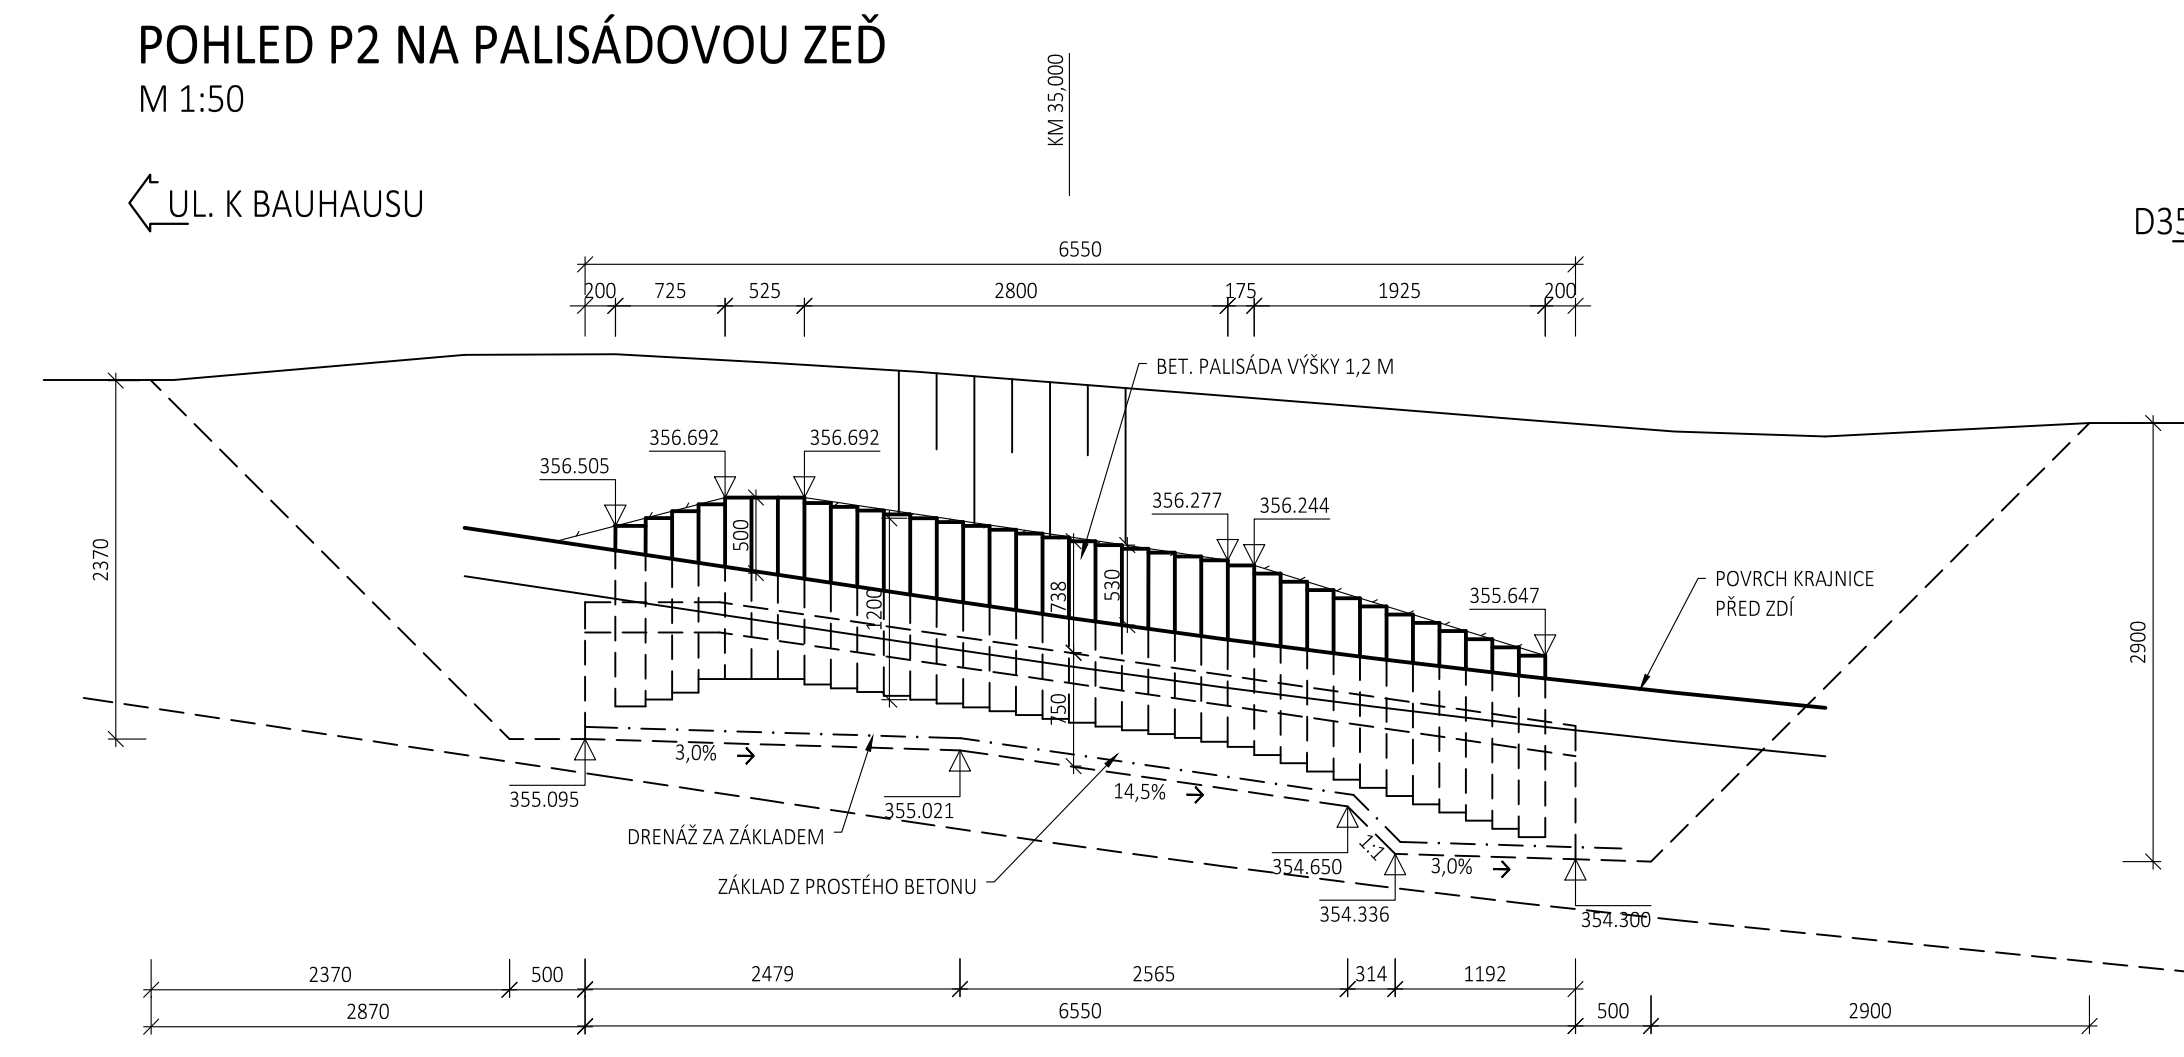 POHLED P2 NA PALISÁDOVOU ZEĎ
M 1:50
KM 35,000
UL. K BAUHAUSU
D35
6550
200 725 525 2800 175 1925 200
BET. PALISÁDA VÝŠKY 1,2 M
356.692 356.692
356.505
356.277 356.244
500
2370
1200
738
530
750
355.647
POVRCH KRAJNICE
PŘED ZDÍ
2900
3,0%
14,5%
355.095
355.021
DRENÁŽ ZA ZÁKLADEM
1:1
354.650
3,0%
ZÁKLAD Z PROSTÉHO BETONU
354.336
354.300
2370 500 2479 2565 314 1192
2870 6550 500 2900